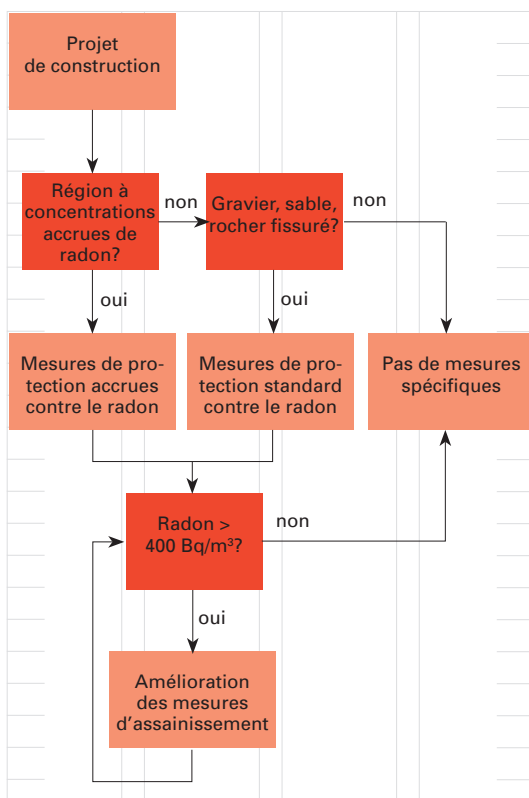 Projet
de construction
Région à
concentrations
accrues de
radon?
non
Gravier, sable,
rocher fissuré?
non
oui
oui
Mesures de pro-
tection accrues
contre le radon
Mesures de pro-
tection standard
contre le radon
Pas de mesures
spécifiques
Radon >
400 Bq/m³?
non
oui
Amélioration
des mesures
d’assainissement